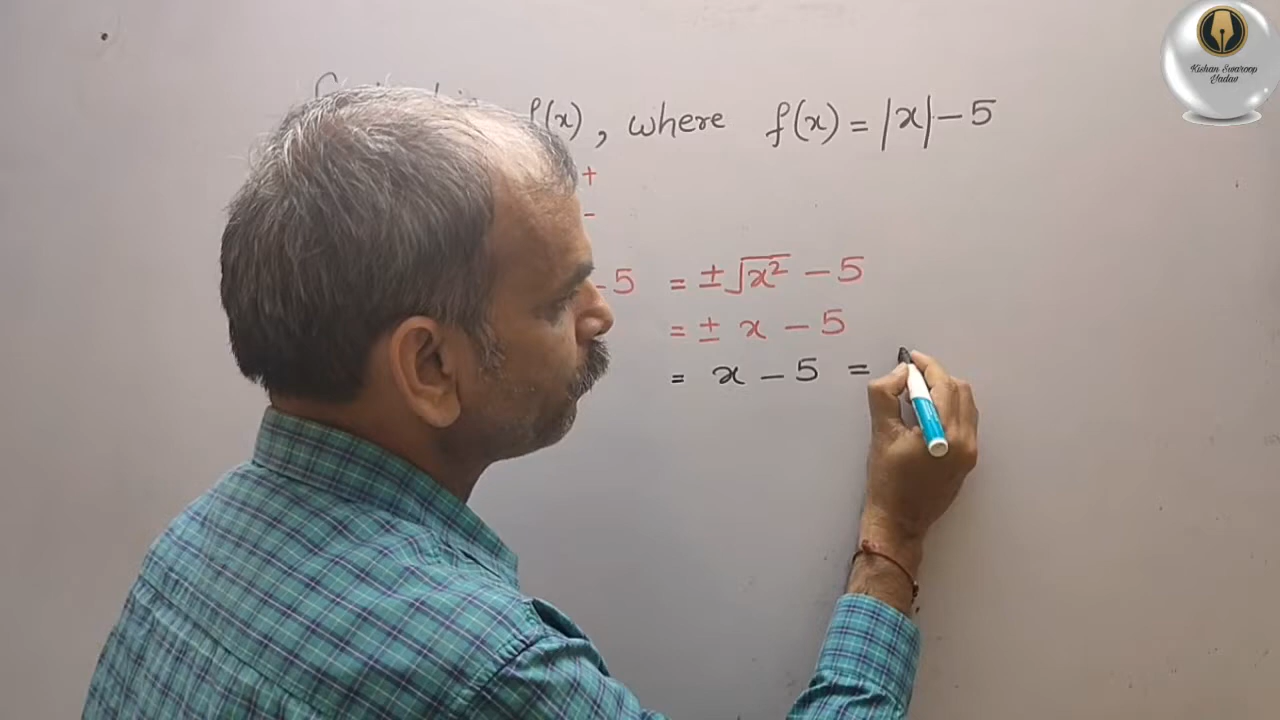 Kishan Swaroop
Yadav
f(x), where f(x) = |x| - 5
+
-
-5 = ±√x² - 5
= ± x - 5
= x - 5 =